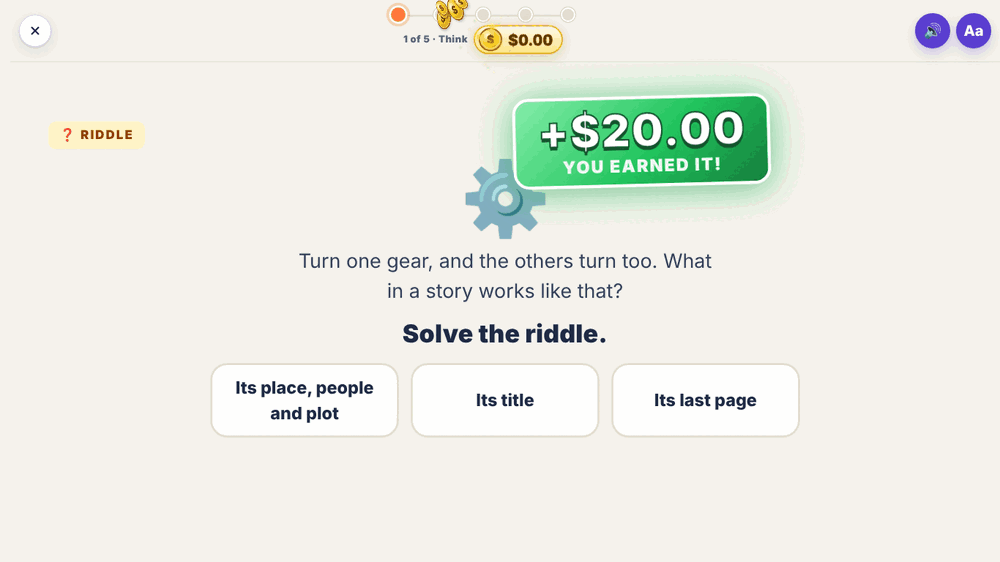 1 of 5 · Think
$ $0.00
Aa
? RIDDLE
+$20.00
YOU EARNED IT!
Turn one gear, and the others turn too. What
in a story works like that?
Solve the riddle.
Its place, people
and plot
Its title
Its last page